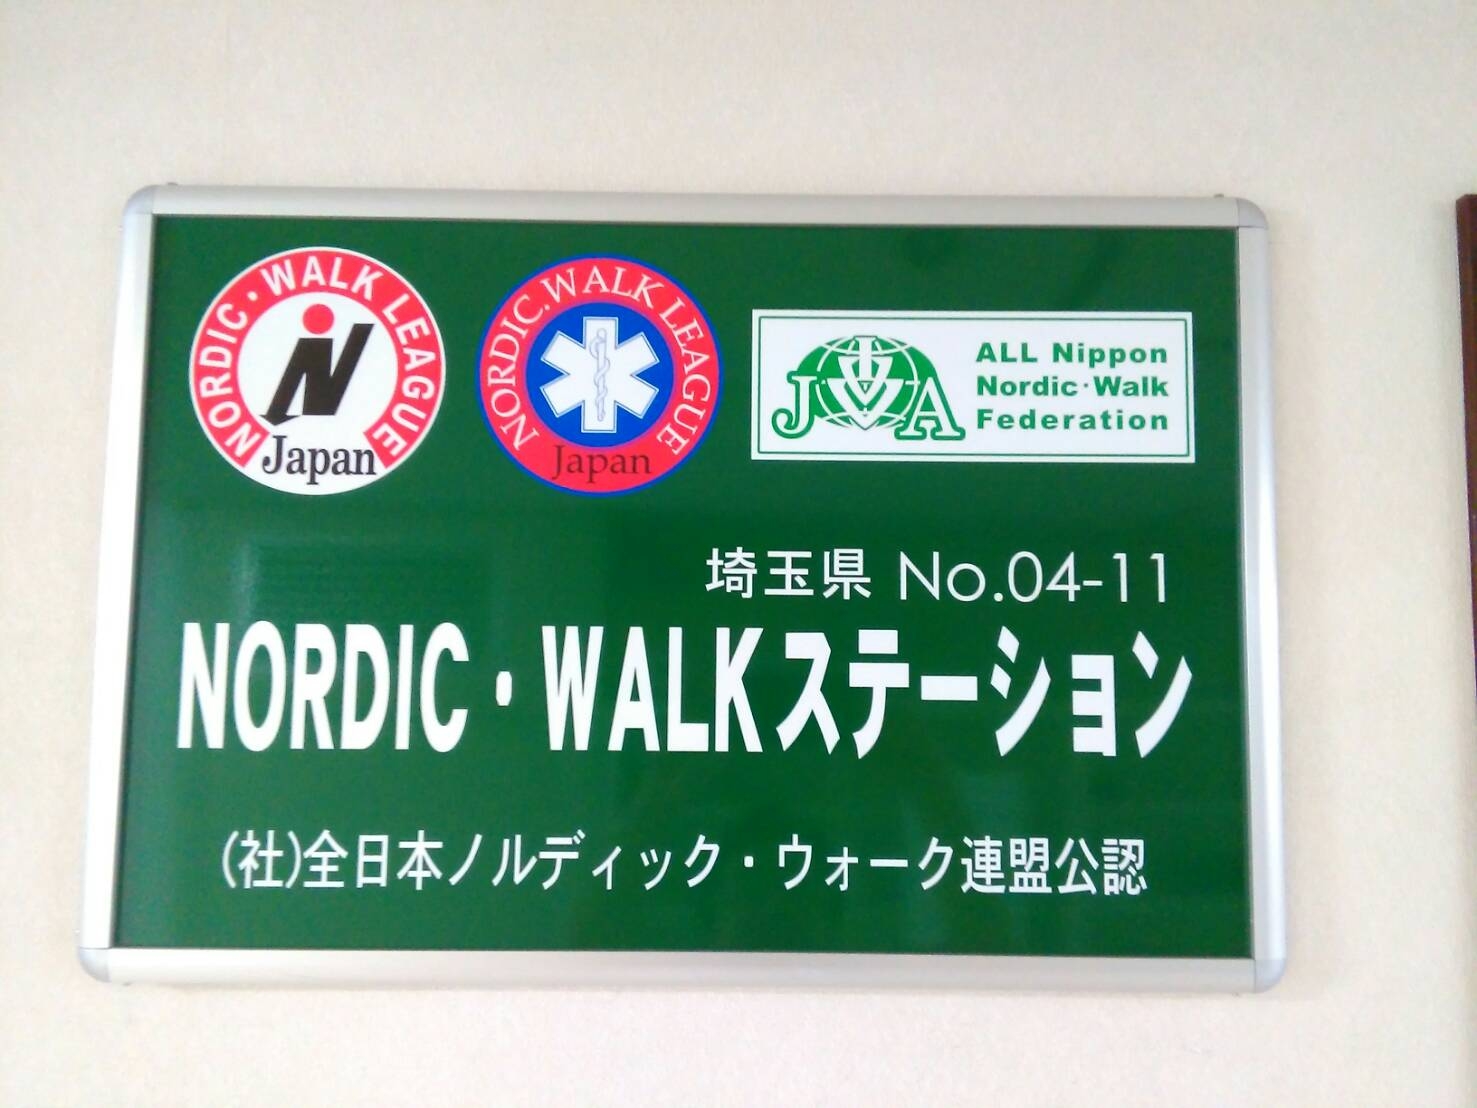 NORDIC・WALK LEAGUE
Japan
NORDIC.WALK LEAGUE
Japan
JVA
ALL Nippon
Nordic・Walk
Federation
埼玉県 No.04-11
NORDIC・WALKステーション
(社)全日本ノルディック・ウォーク連盟公認